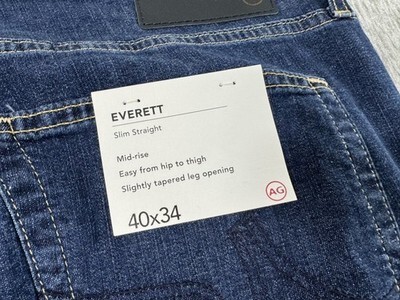 EVERETT
Slim Straight
Mid-rise
Easy from hip to thigh
Slightly tapered leg opening
AG
40x34